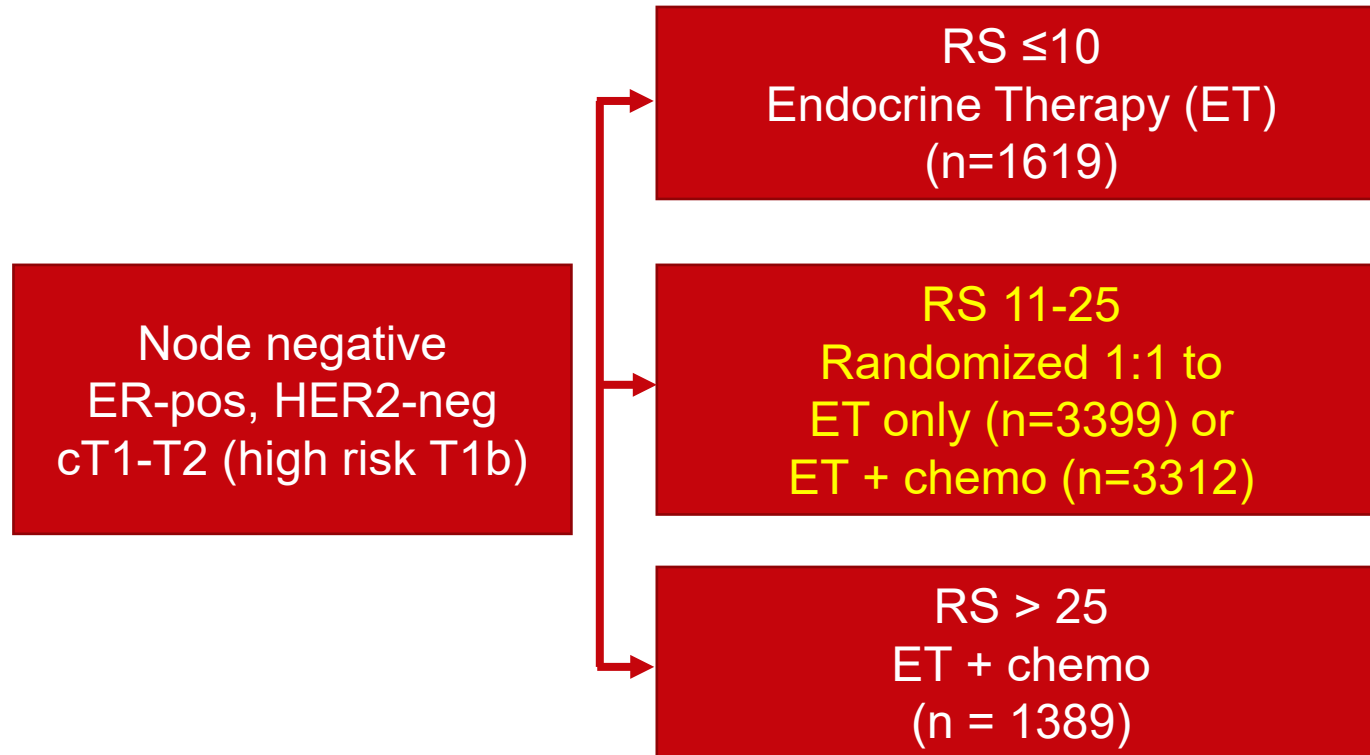 Node negative
ER-pos, HER2-neg
cT1-T2 (high risk T1b)
RS ≤10
Endocrine Therapy (ET)
(n=1619)
RS 11-25
Randomized 1:1 to
ET only (n=3399) or
ET + chemo (n=3312)
RS > 25
ET + chemo
(n = 1389)